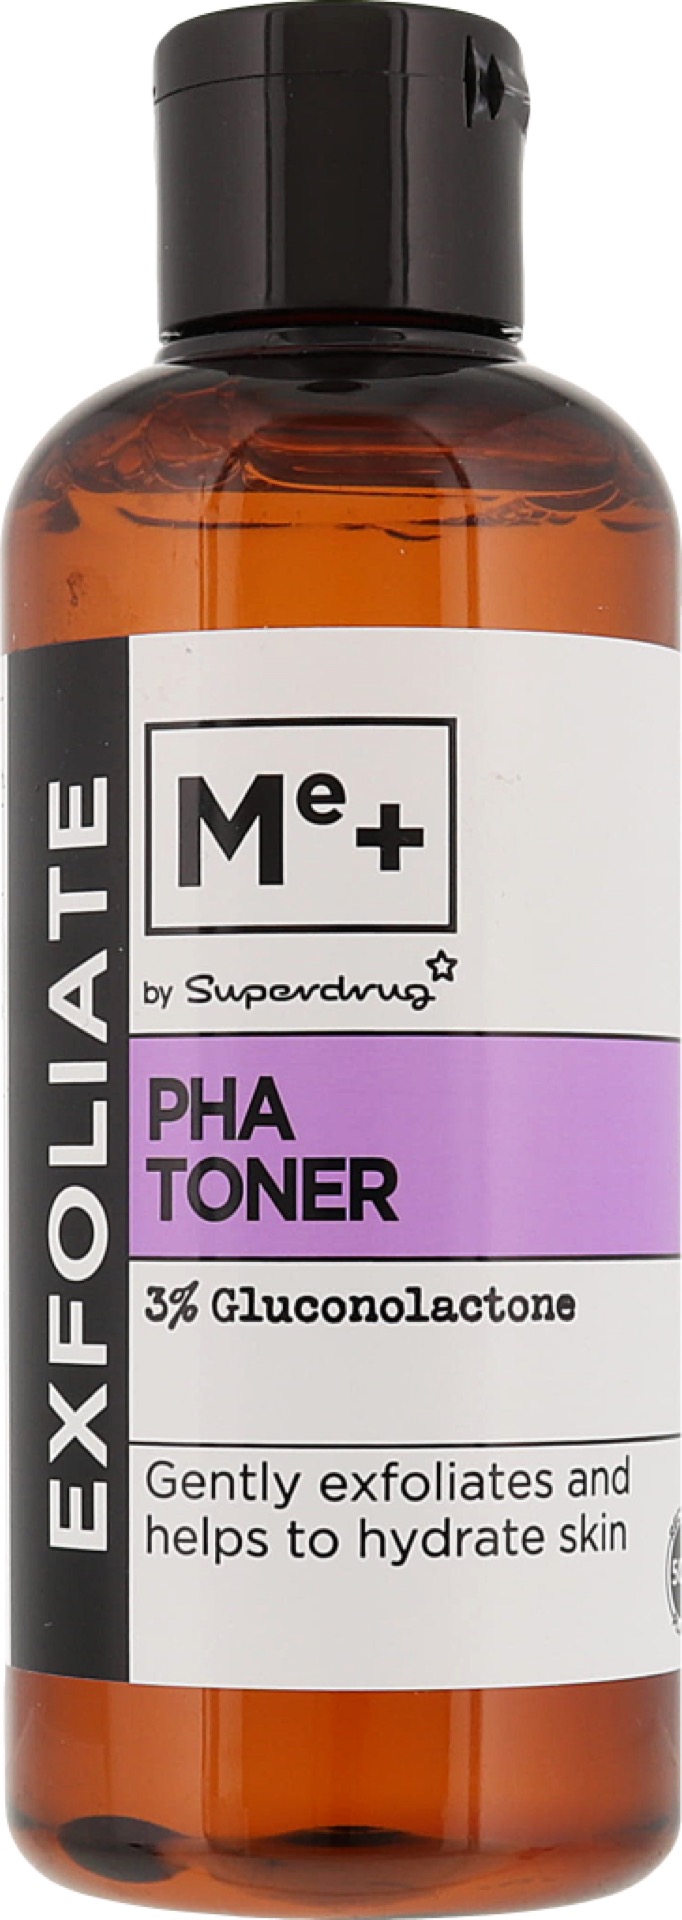 EXFOLIATE
Me+
by Superdrug
PHA
TONER
3% Gluconolactone
Gently exfoliates and
helps to hydrate skin